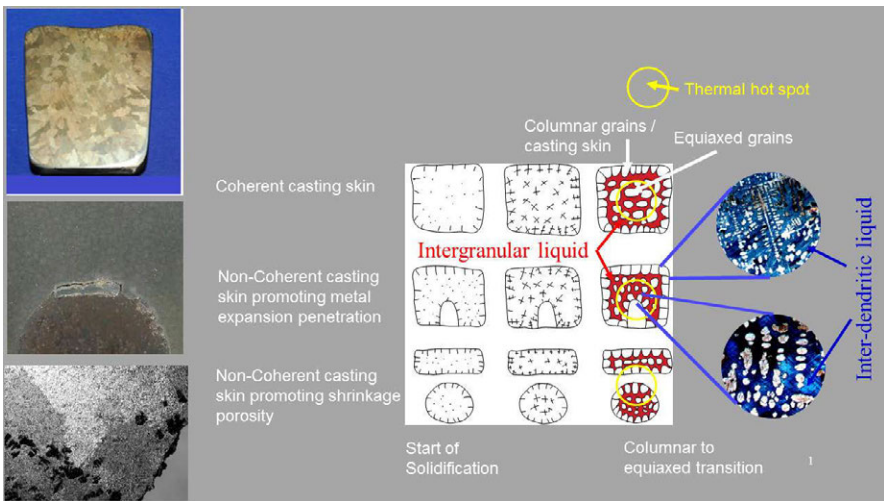 Thermal hot spot
Columnar grains /
casting skin
Equiaxed grains
Coherent casting skin
Intergranular liquid
Non-Coherent casting
skin promoting metal
expansion penetration
Inter-dendritic liquid
Non-Coherent casting
skin promoting shrinkage
porosity
Start of
Solidification
Columnar to
equiaxed transition
1